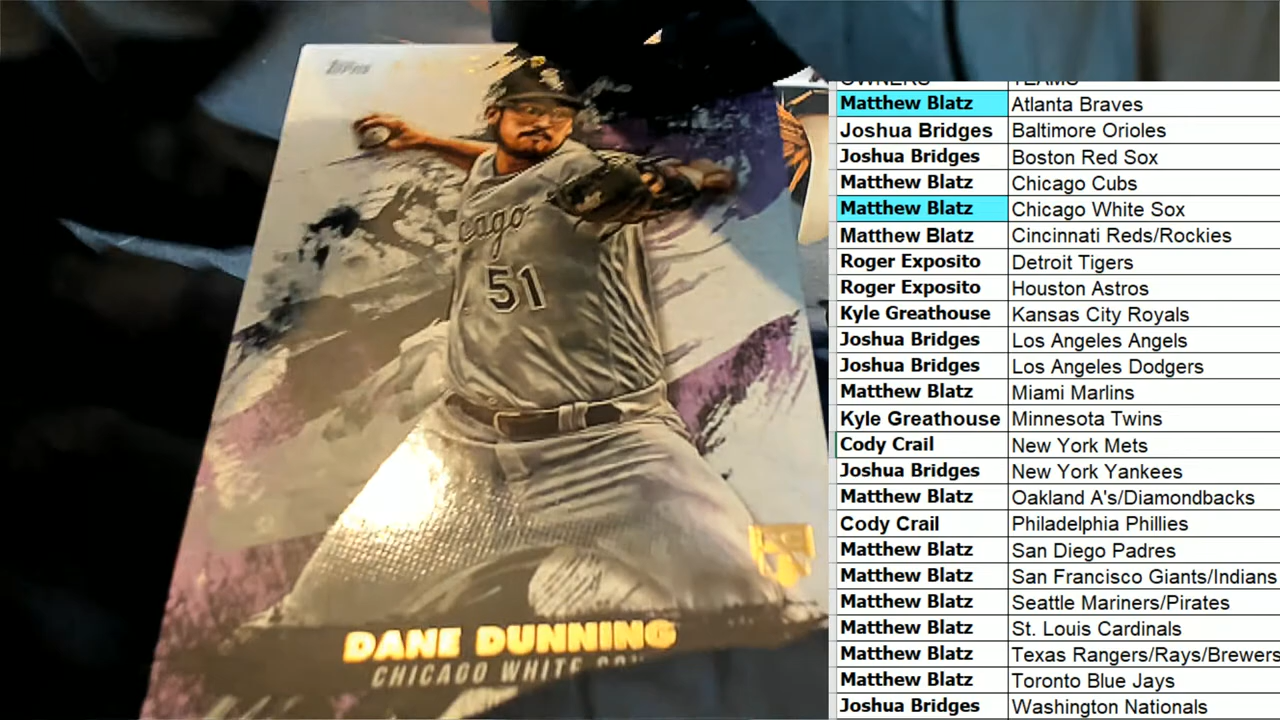 Topps
cago
51
RC
DANE DUNNING
CHICAGO WHITE SOX
OWNERS TEAMS
Matthew Blatz Atlanta Braves
Joshua Bridges Baltimore Orioles
Joshua Bridges Boston Red Sox
Matthew Blatz Chicago Cubs
Matthew Blatz Chicago White Sox
Matthew Blatz Cincinnati Reds/Rockies
Roger Exposito Detroit Tigers
Roger Exposito Houston Astros
Kyle Greathouse Kansas City Royals
Joshua Bridges Los Angeles Angels
Joshua Bridges Los Angeles Dodgers
Matthew Blatz Miami Marlins
Kyle Greathouse Minnesota Twins
Cody Crail New York Mets
Joshua Bridges New York Yankees
Matthew Blatz Oakland A's/Diamondbacks
Cody Crail Philadelphia Phillies
Matthew Blatz San Diego Padres
Matthew Blatz San Francisco Giants/Indians
Matthew Blatz Seattle Mariners/Pirates
Matthew Blatz St. Louis Cardinals
Matthew Blatz Texas Rangers/Rays/Brewers
Matthew Blatz Toronto Blue Jays
Joshua Bridges Washington Nationals